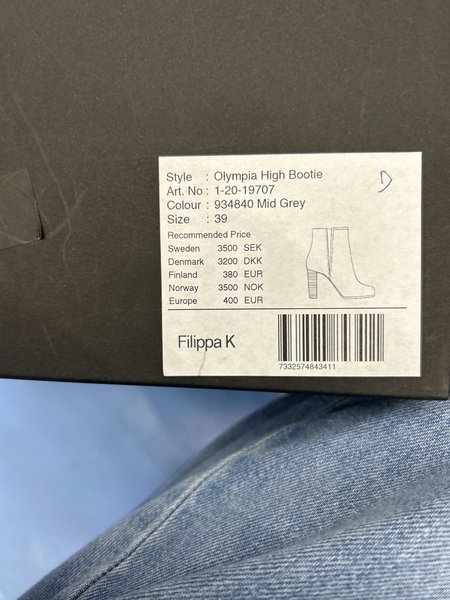 Style : Olympia High Bootie
Art. No : 1-20-19707
Colour : 934840 Mid Grey
Size : 39
Recommended Price
Sweden 3500 SEK
Denmark 3200 DKK
Finland 380 EUR
Norway 3500 NOK
Europe 400 EUR
D
Filippa K
7332574843411